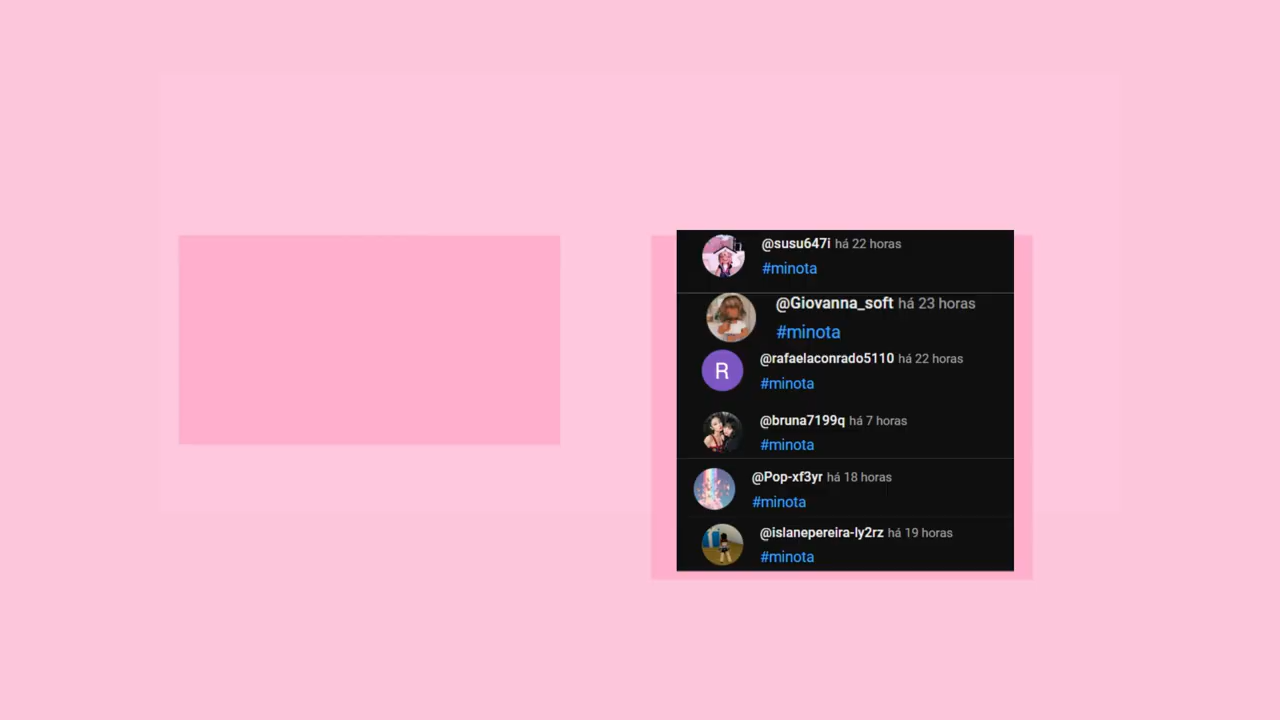 @susu647i há 22 horas
#minota
@Giovanna_soft há 23 horas
#minota
R
@rafaelaconrado5110 há 22 horas
#minota
@bruna7199q há 7 horas
#minota
@Pop-xf3yr há 18 horas
#minota
@islanepereira-ly2rz há 19 horas
#minota